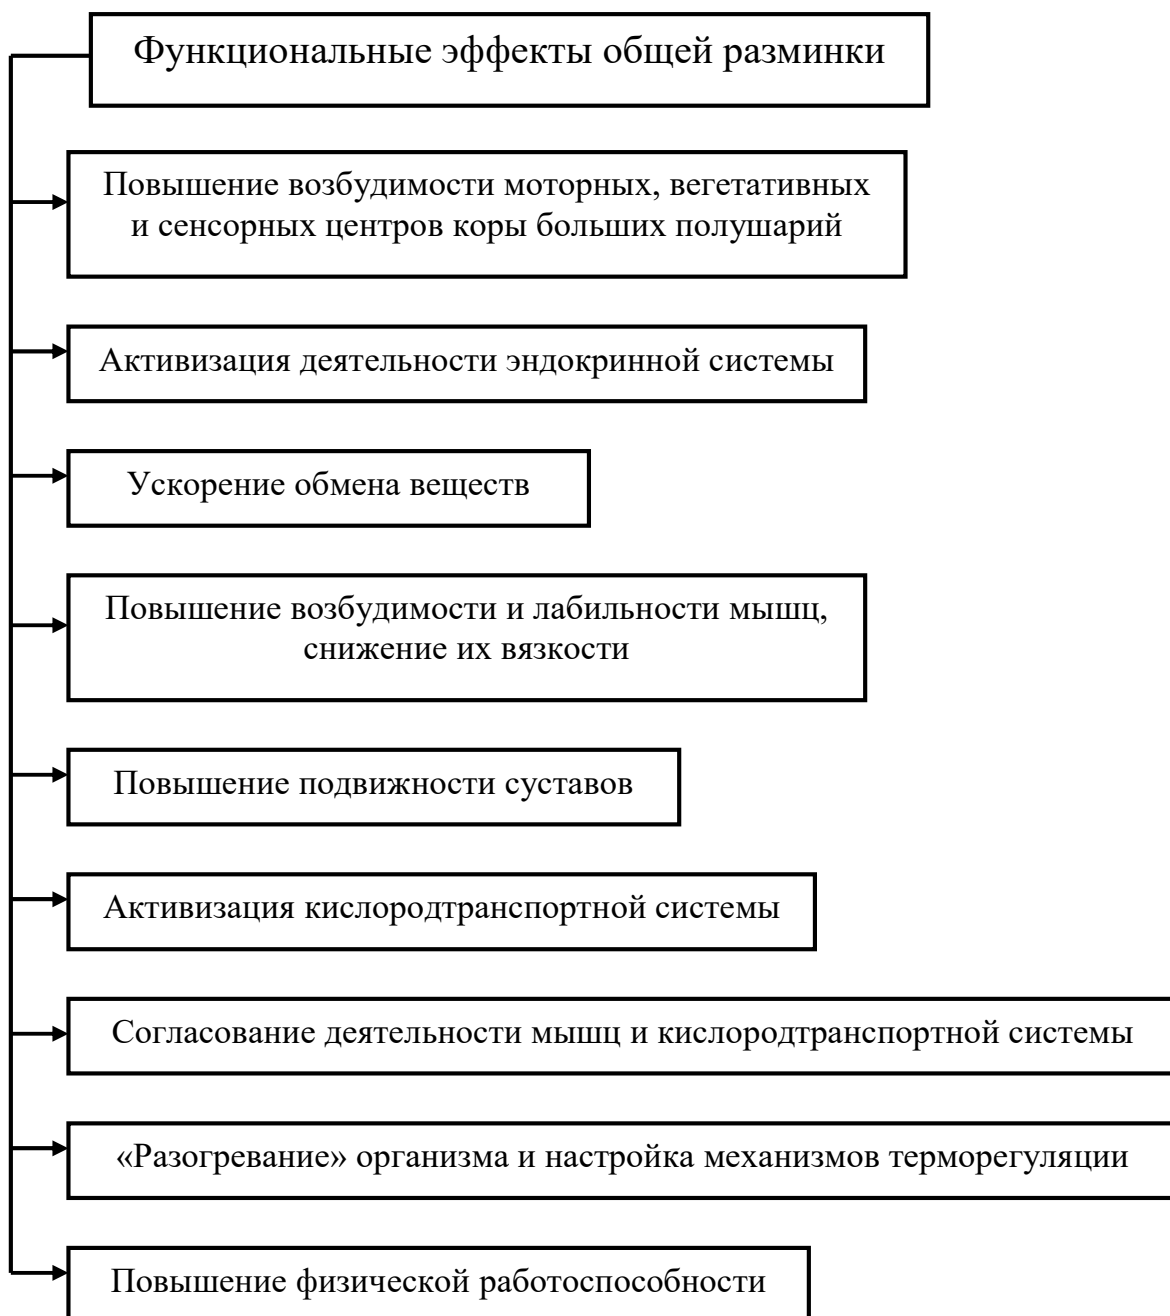 Функциональные эффекты общей разминки
Повышение возбудимости моторных, вегетативных
и сенсорных центров коры больших полушарий
Активизация деятельности эндокринной системы
Ускорение обмена веществ
Повышение возбудимости и лабильности мышц,
снижение их вязкости
Повышение подвижности суставов
Активизация кислородтранспортной системы
Согласование деятельности мышц и кислородтранспортной системы
«Разогревание» организма и настройка механизмов терморегуляции
Повышение физической работоспособности